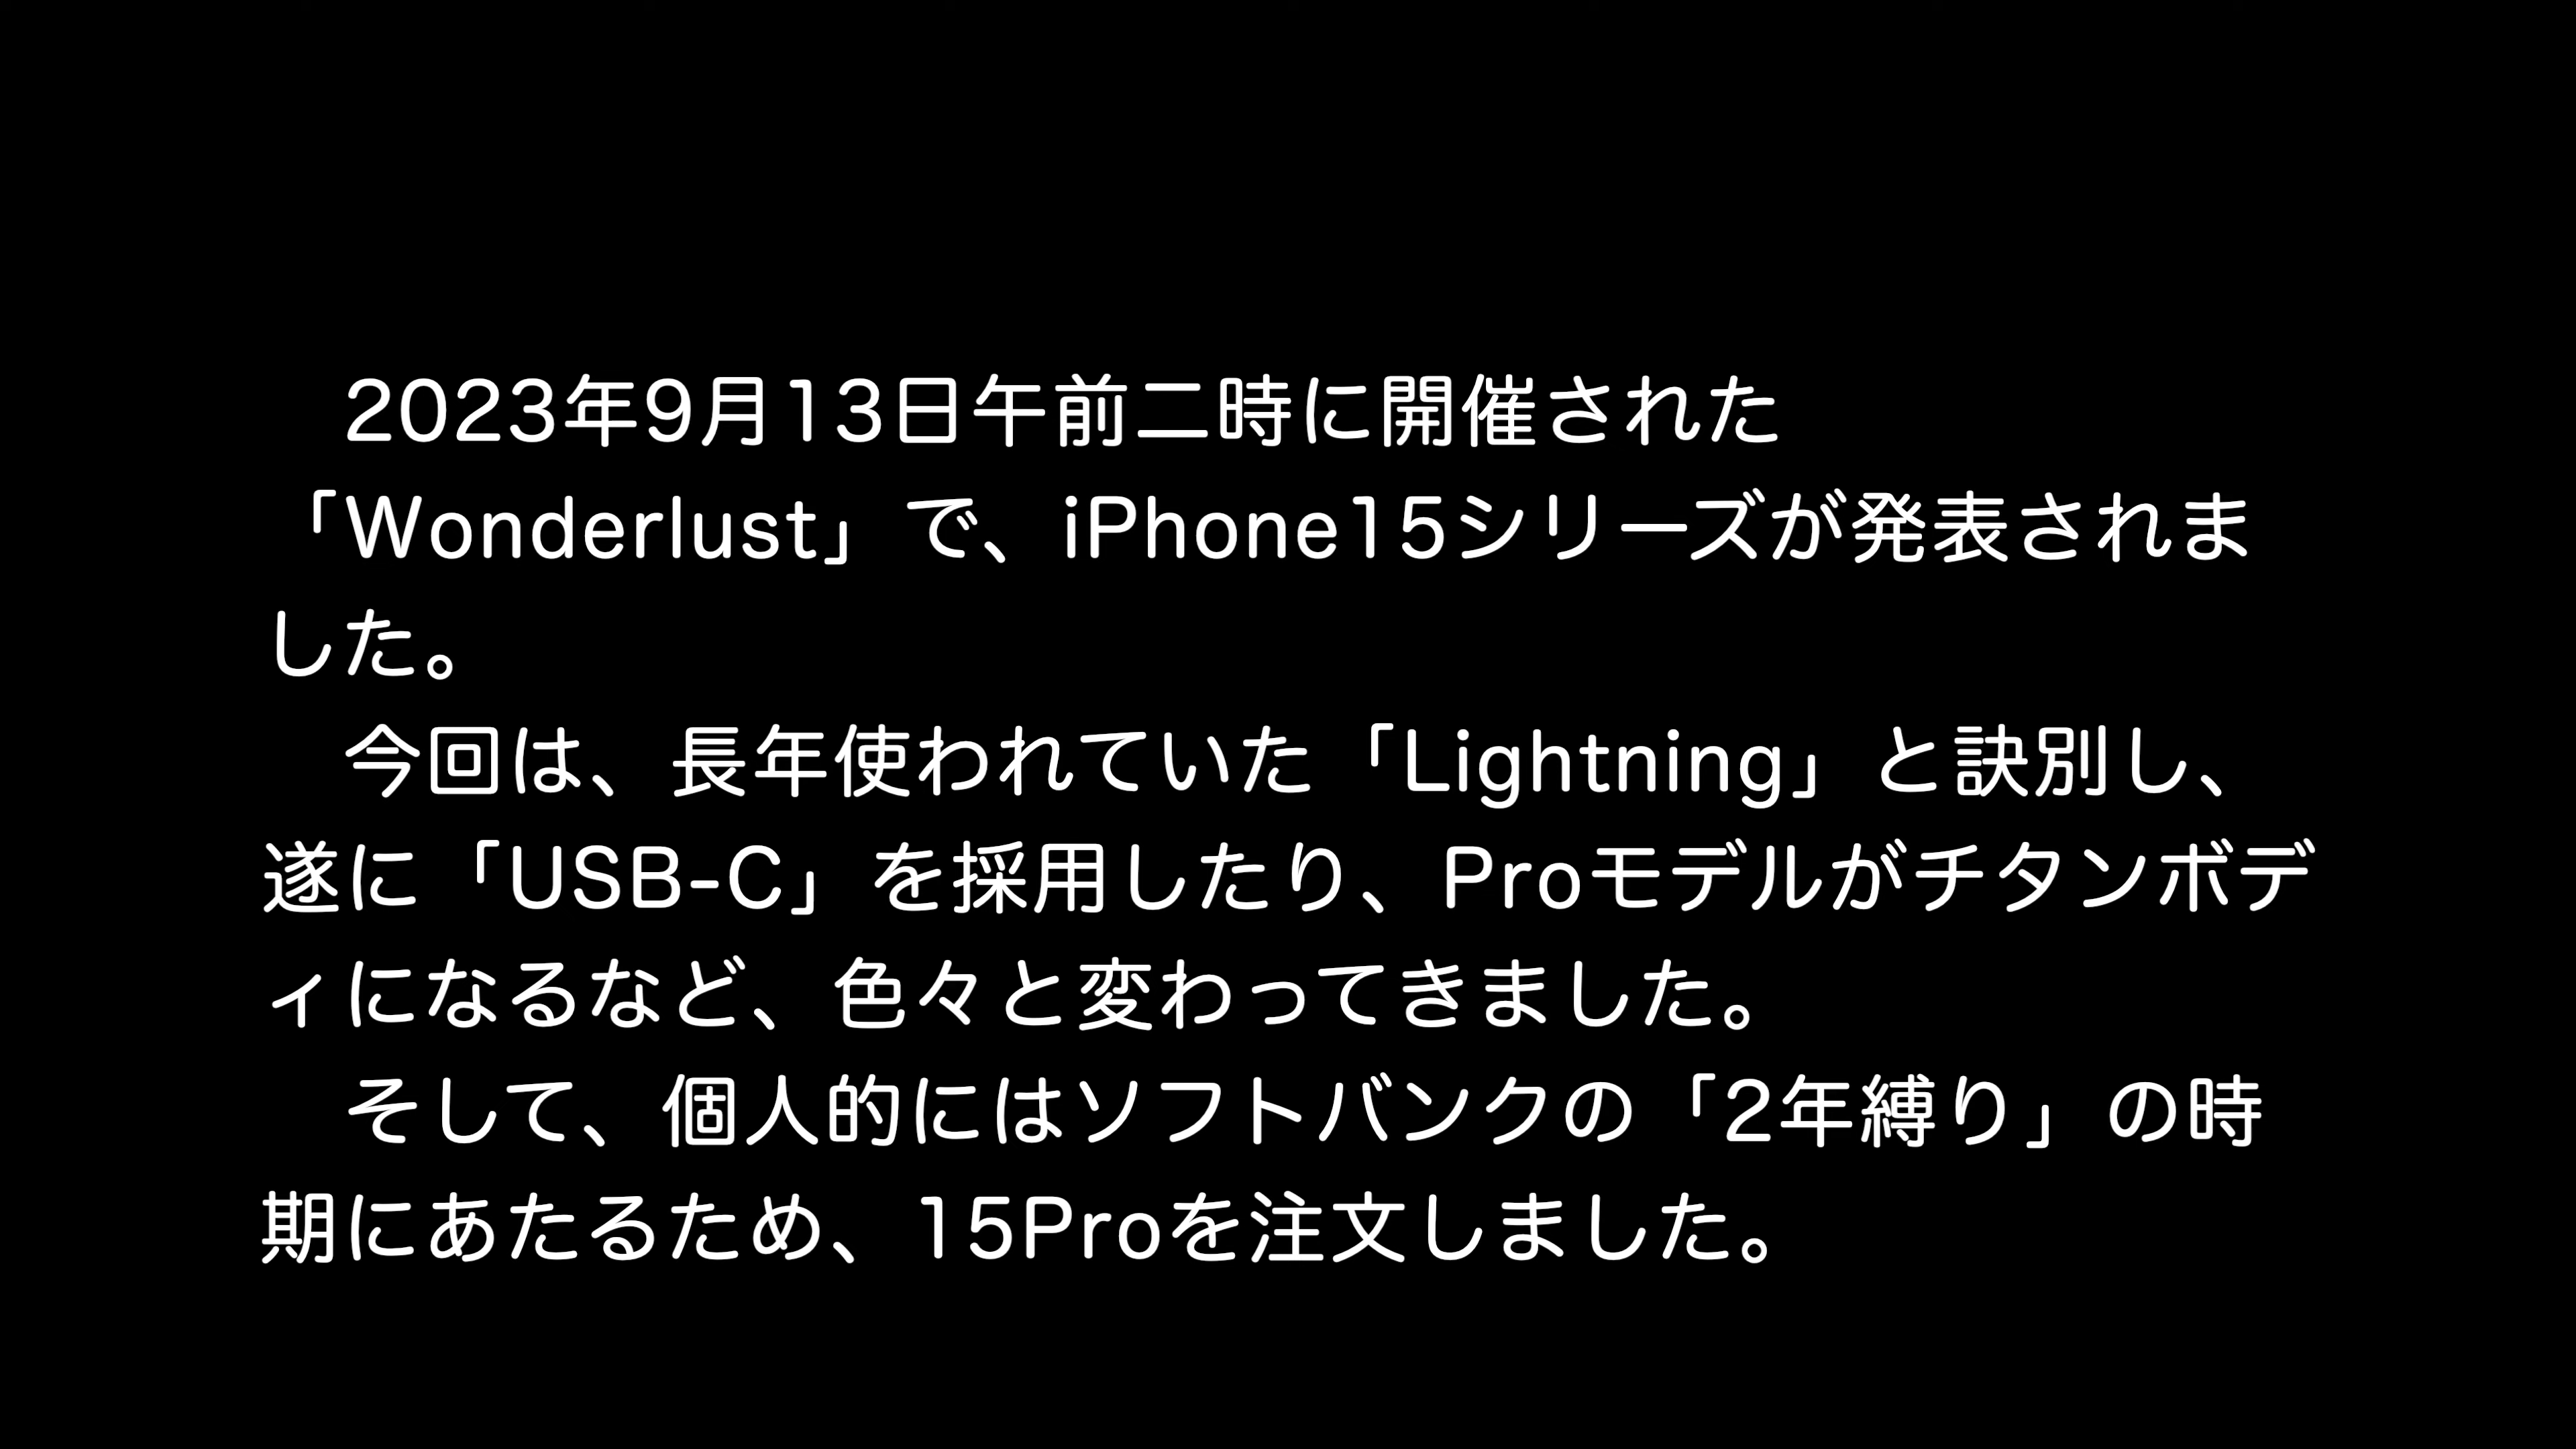 2023年9月13日午前二時に開催された
「Wonderlust」で、iPhone15シリーズが発表されま
した。
　今回は、長年使われていた「Lightning」と訣別し、
遂に「USB-C」を採用したり、Proモデルがチタンボデ
ィになるなど、色々と変わってきました。
　そして、個人的にはソフトバンクの「2年縛り」の時
期にあたるため、15Proを注文しました。